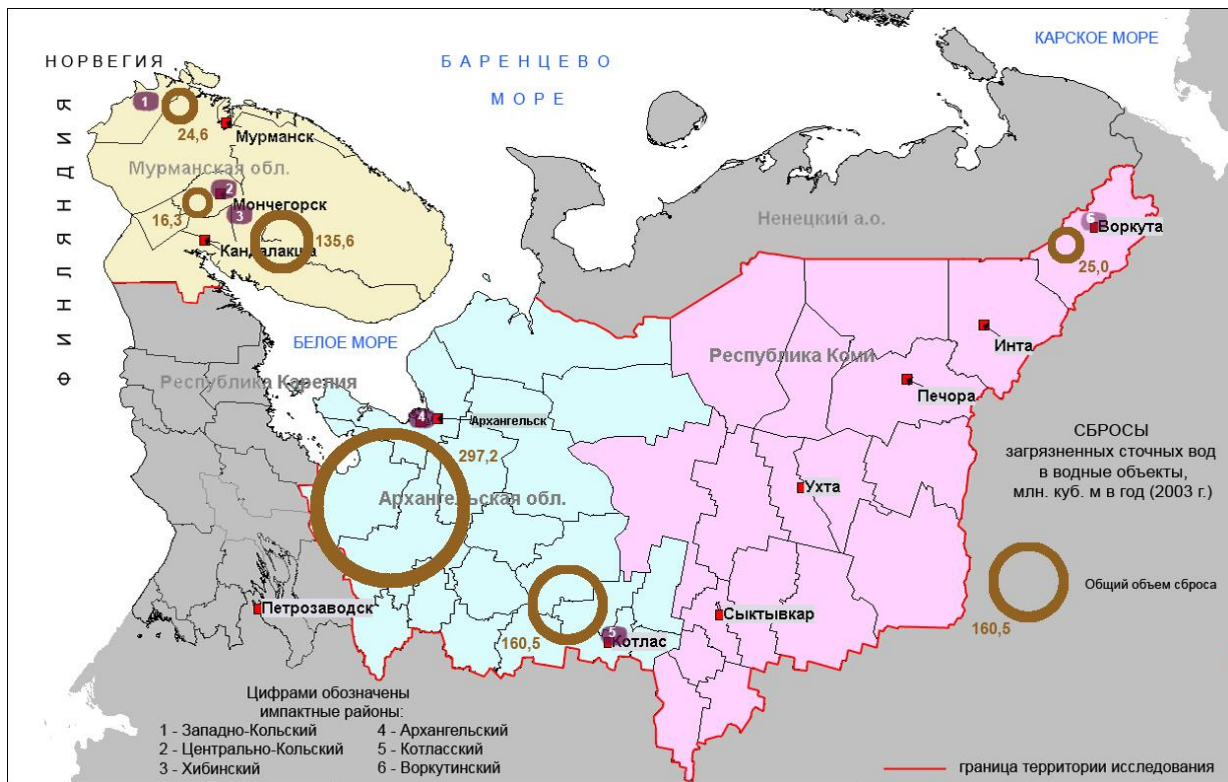 НОРВЕГИЯ
БАРЕНЦЕВО
МОРЕ
КАРСКОЕ МОРЕ
ФИНЛЯНДИЯ
1
24,6
Мурманск
Мурманская обл.
2
Мончегорск
16,3
3
135,6
Кандалакша
Ненецкий а.о.
6
Воркута
25,0
БЕЛОЕ МОРЕ
Инта
Республика Коми
Республика Карелия
Печора
4
Архангельск
297,2
Архангельская обл.
Ухта
СБРОСЫ
загрязненных сточных вод
в водные объекты,
млн. куб. м в год (2003 г.)
Общий объем сброса
160,5
Петрозаводск
Сыктывкар
160,5
5
Котлас
Цифрами обозначены
импактные районы:
1 - Западно-Кольский
2 - Центрально-Кольский
3 - Хибинский
4 - Архангельский
5 - Котласский
6 - Воркутинский
граница территории исследования